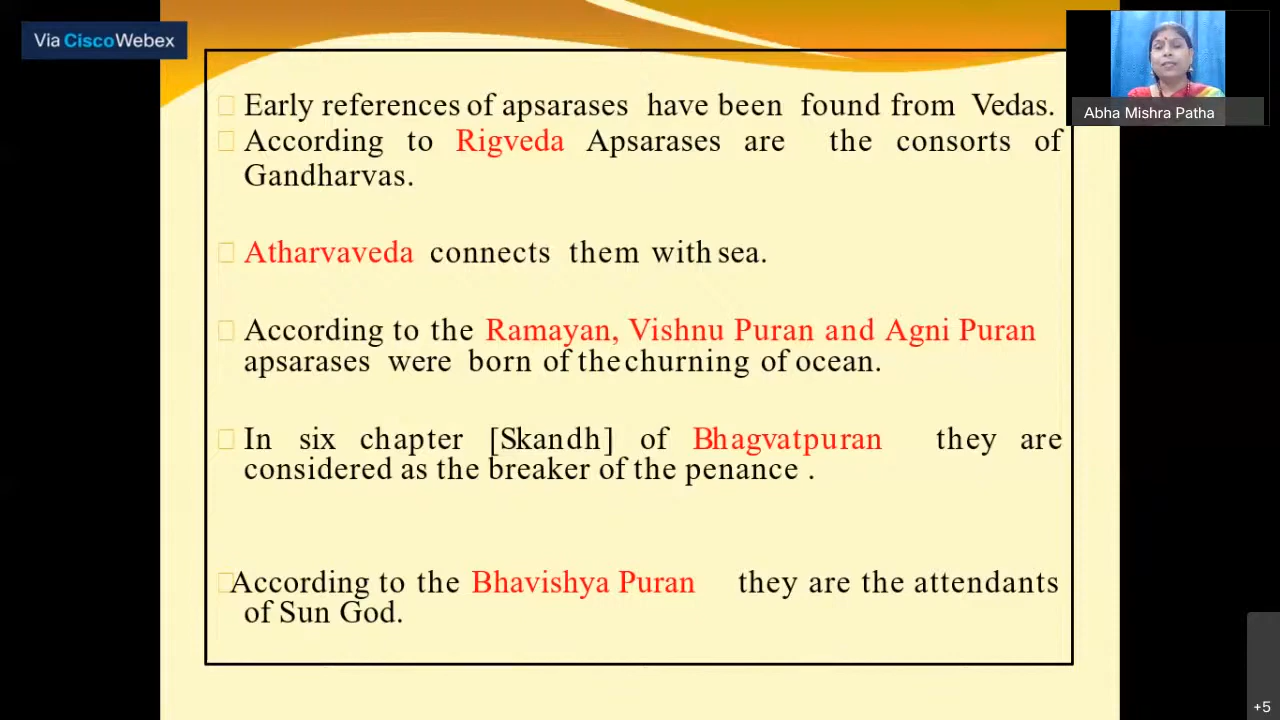 Via CiscoWebex
Abha Mishra Patha
Early references of apsarases have been found from Vedas.
According to Rigveda Apsarases are the consorts of
Gandharvas.
Atharvaveda connects them with sea.
According to the Ramayan, Vishnu Puran and Agni Puran
apsarases were born of the churning of ocean.
In six chapter [Skandh] of Bhagvatpuran they are
considered as the breaker of the penance .
According to the Bhavishya Puran they are the attendants
of Sun God.
+5